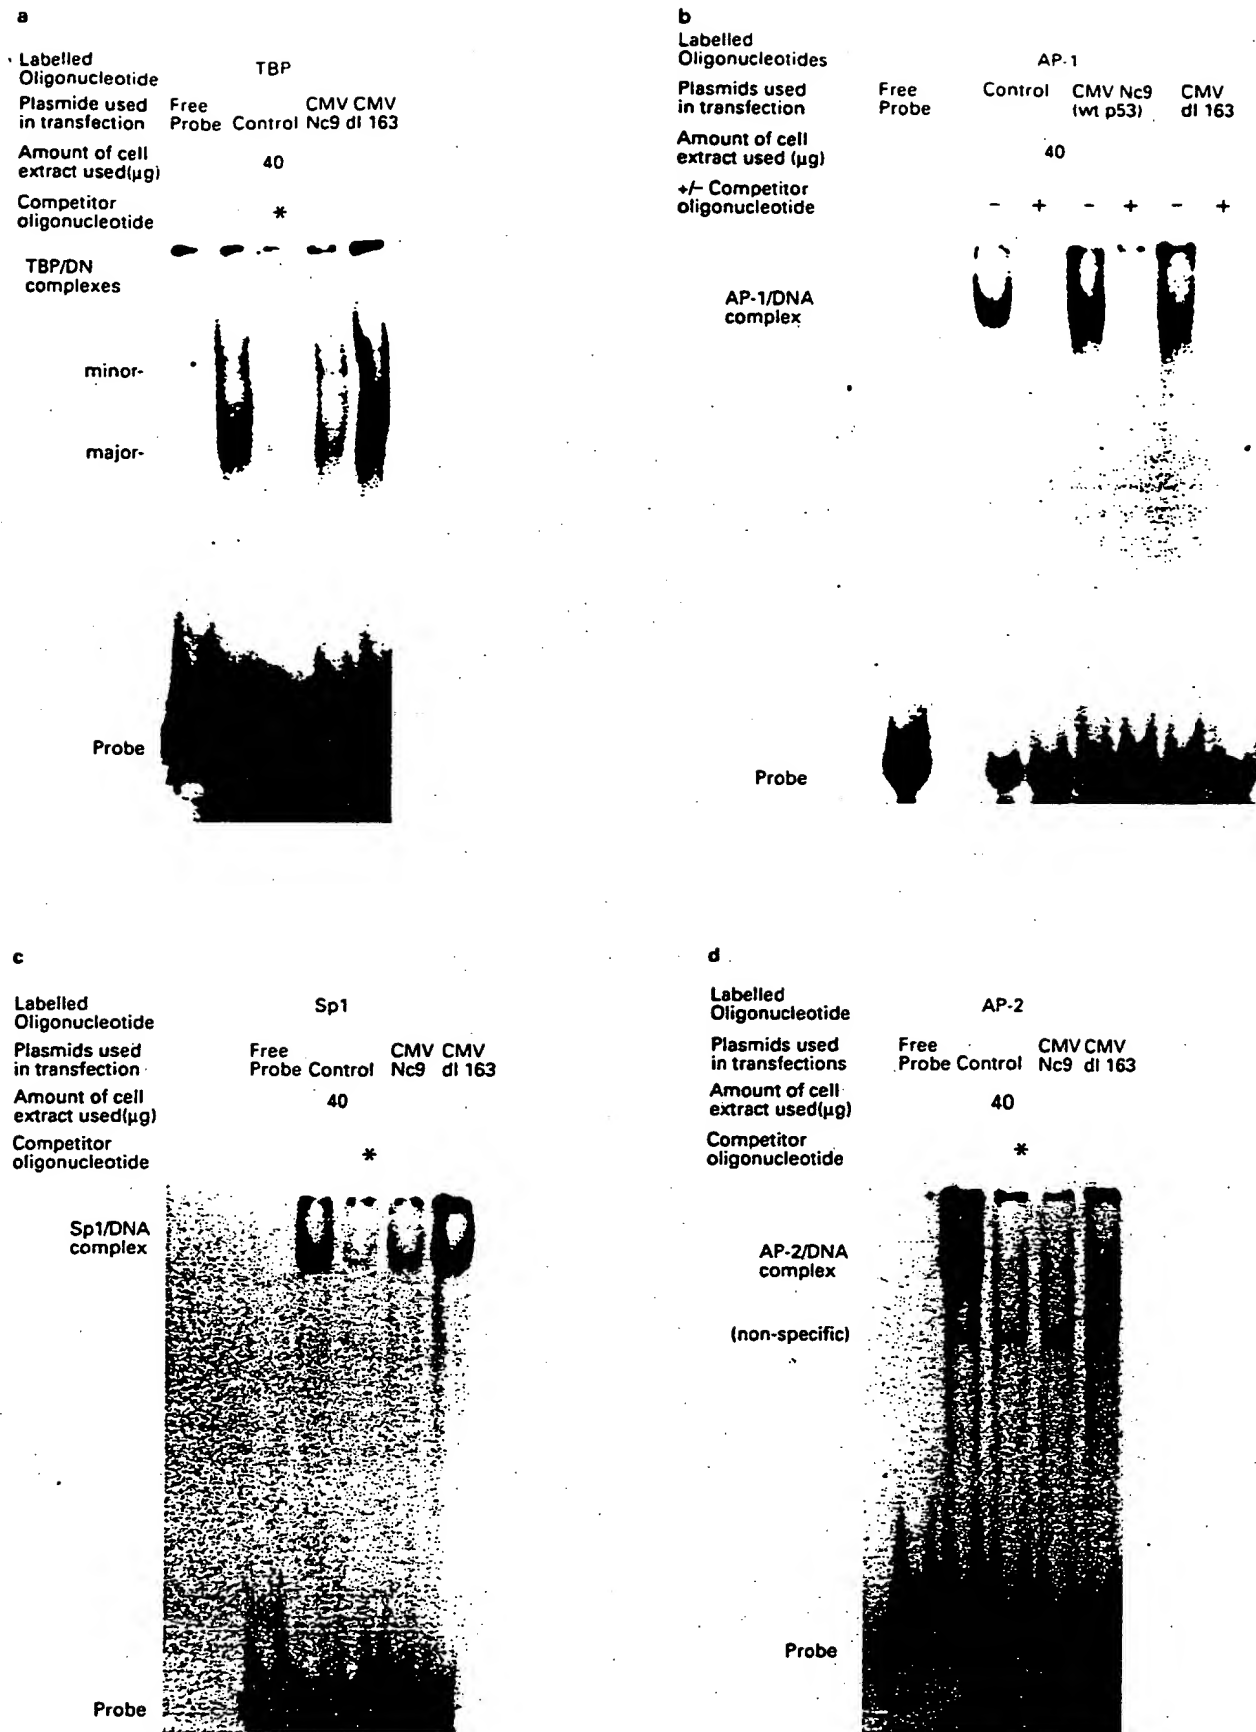 a
Labelled
Oligonucleotide
TBP
Plasmide used
in transfection
Free
Probe Control
CMV CMV
Nc9 dl 163
Amount of cell
extract used(µg)
40
Competitor
oligonucleotide
*
TBP/DN
complexes
minor-
major-
Probe
b
Labelled
Oligonucleotides
AP-1
Plasmids used
in transfection
Free
Probe
Control
CMV Nc9
(wt p53)
CMV
dl 163
Amount of cell
extract used (µg)
40
+/- Competitor
oligonucleotide
- + - + - +
AP-1/DNA
complex
Probe
c
Labelled
Oligonucleotide
Sp1
Plasmids used
in transfection
Free
Probe Control
CMV CMV
Nc9 dl 163
Amount of cell
extract used(µg)
40
Competitor
oligonucleotide
*
Sp1/DNA
complex
Probe
d
Labelled
Oligonucleotide
AP-2
Plasmids used
in transfections
Free
Probe Control
CMV CMV
Nc9 dl 163
Amount of cell
extract used(µg)
40
Competitor
oligonucleotide
*
AP-2/DNA
complex
(non-specific)
Probe